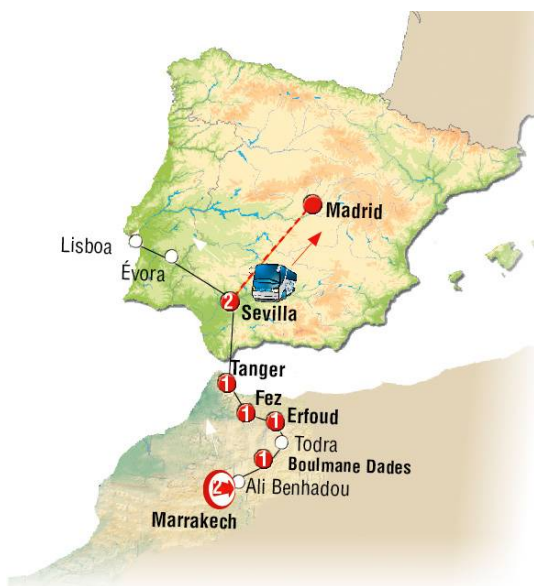 Madrid
Lisboa
Évora
2
Sevilla
Tanger
1
Fez
1
Erfoud
1
Todra
Boulmane Dades
1
Ali Benhadou
2
Marrakech